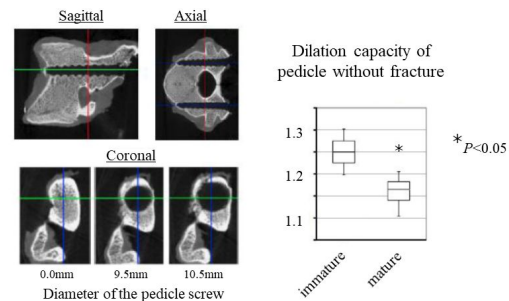 Sagittal
Axial
Coronal
0.0mm
9.5mm
10.5mm
Diameter of the pedicle screw
Dilation capacity of
pedicle without fracture
1.3
1.2
1.1
*
immature
mature
*P<0.05